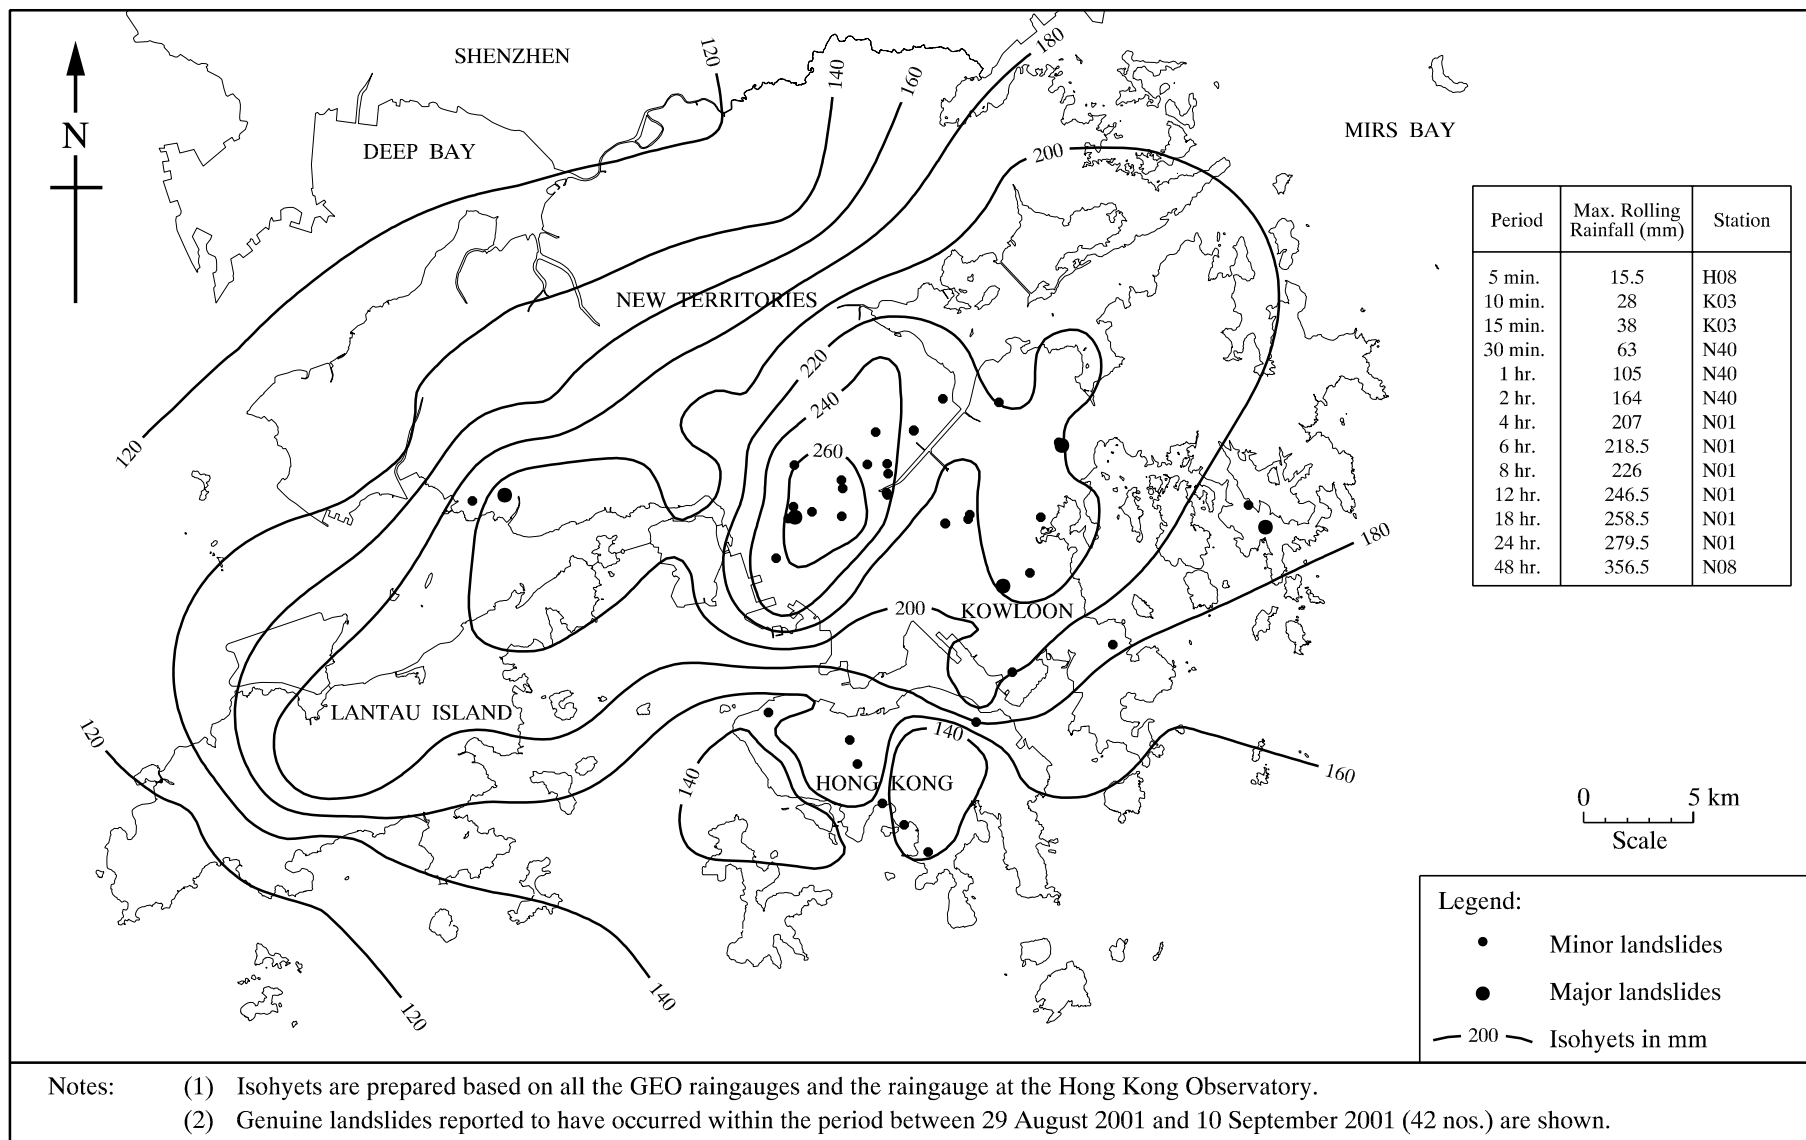 SHENZHEN
120
140
160
180
N
DEEP BAY
MIRS BAY
200
NEW TERRITORIES
220
240
120
260
180
200
KOWLOON
LANTAU ISLAND
120
140
140
HONG KONG
160
140
120
Period Max. Rolling Rainfall (mm) Station
5 min. 15.5 H08
10 min. 28 K03
15 min. 38 K03
30 min. 63 N40
1 hr. 105 N40
2 hr. 164 N40
4 hr. 207 N01
6 hr. 218.5 N01
8 hr. 226 N01
12 hr. 246.5 N01
18 hr. 258.5 N01
24 hr. 279.5 N01
48 hr. 356.5 N08
0 5 km
Scale
Legend:
Minor landslides
Major landslides
200 Isohyets in mm
Notes: (1) Isohyets are prepared based on all the GEO raingauges and the raingauge at the Hong Kong Observatory.
(2) Genuine landslides reported to have occurred within the period between 29 August 2001 and 10 September 2001 (42 nos.) are shown.